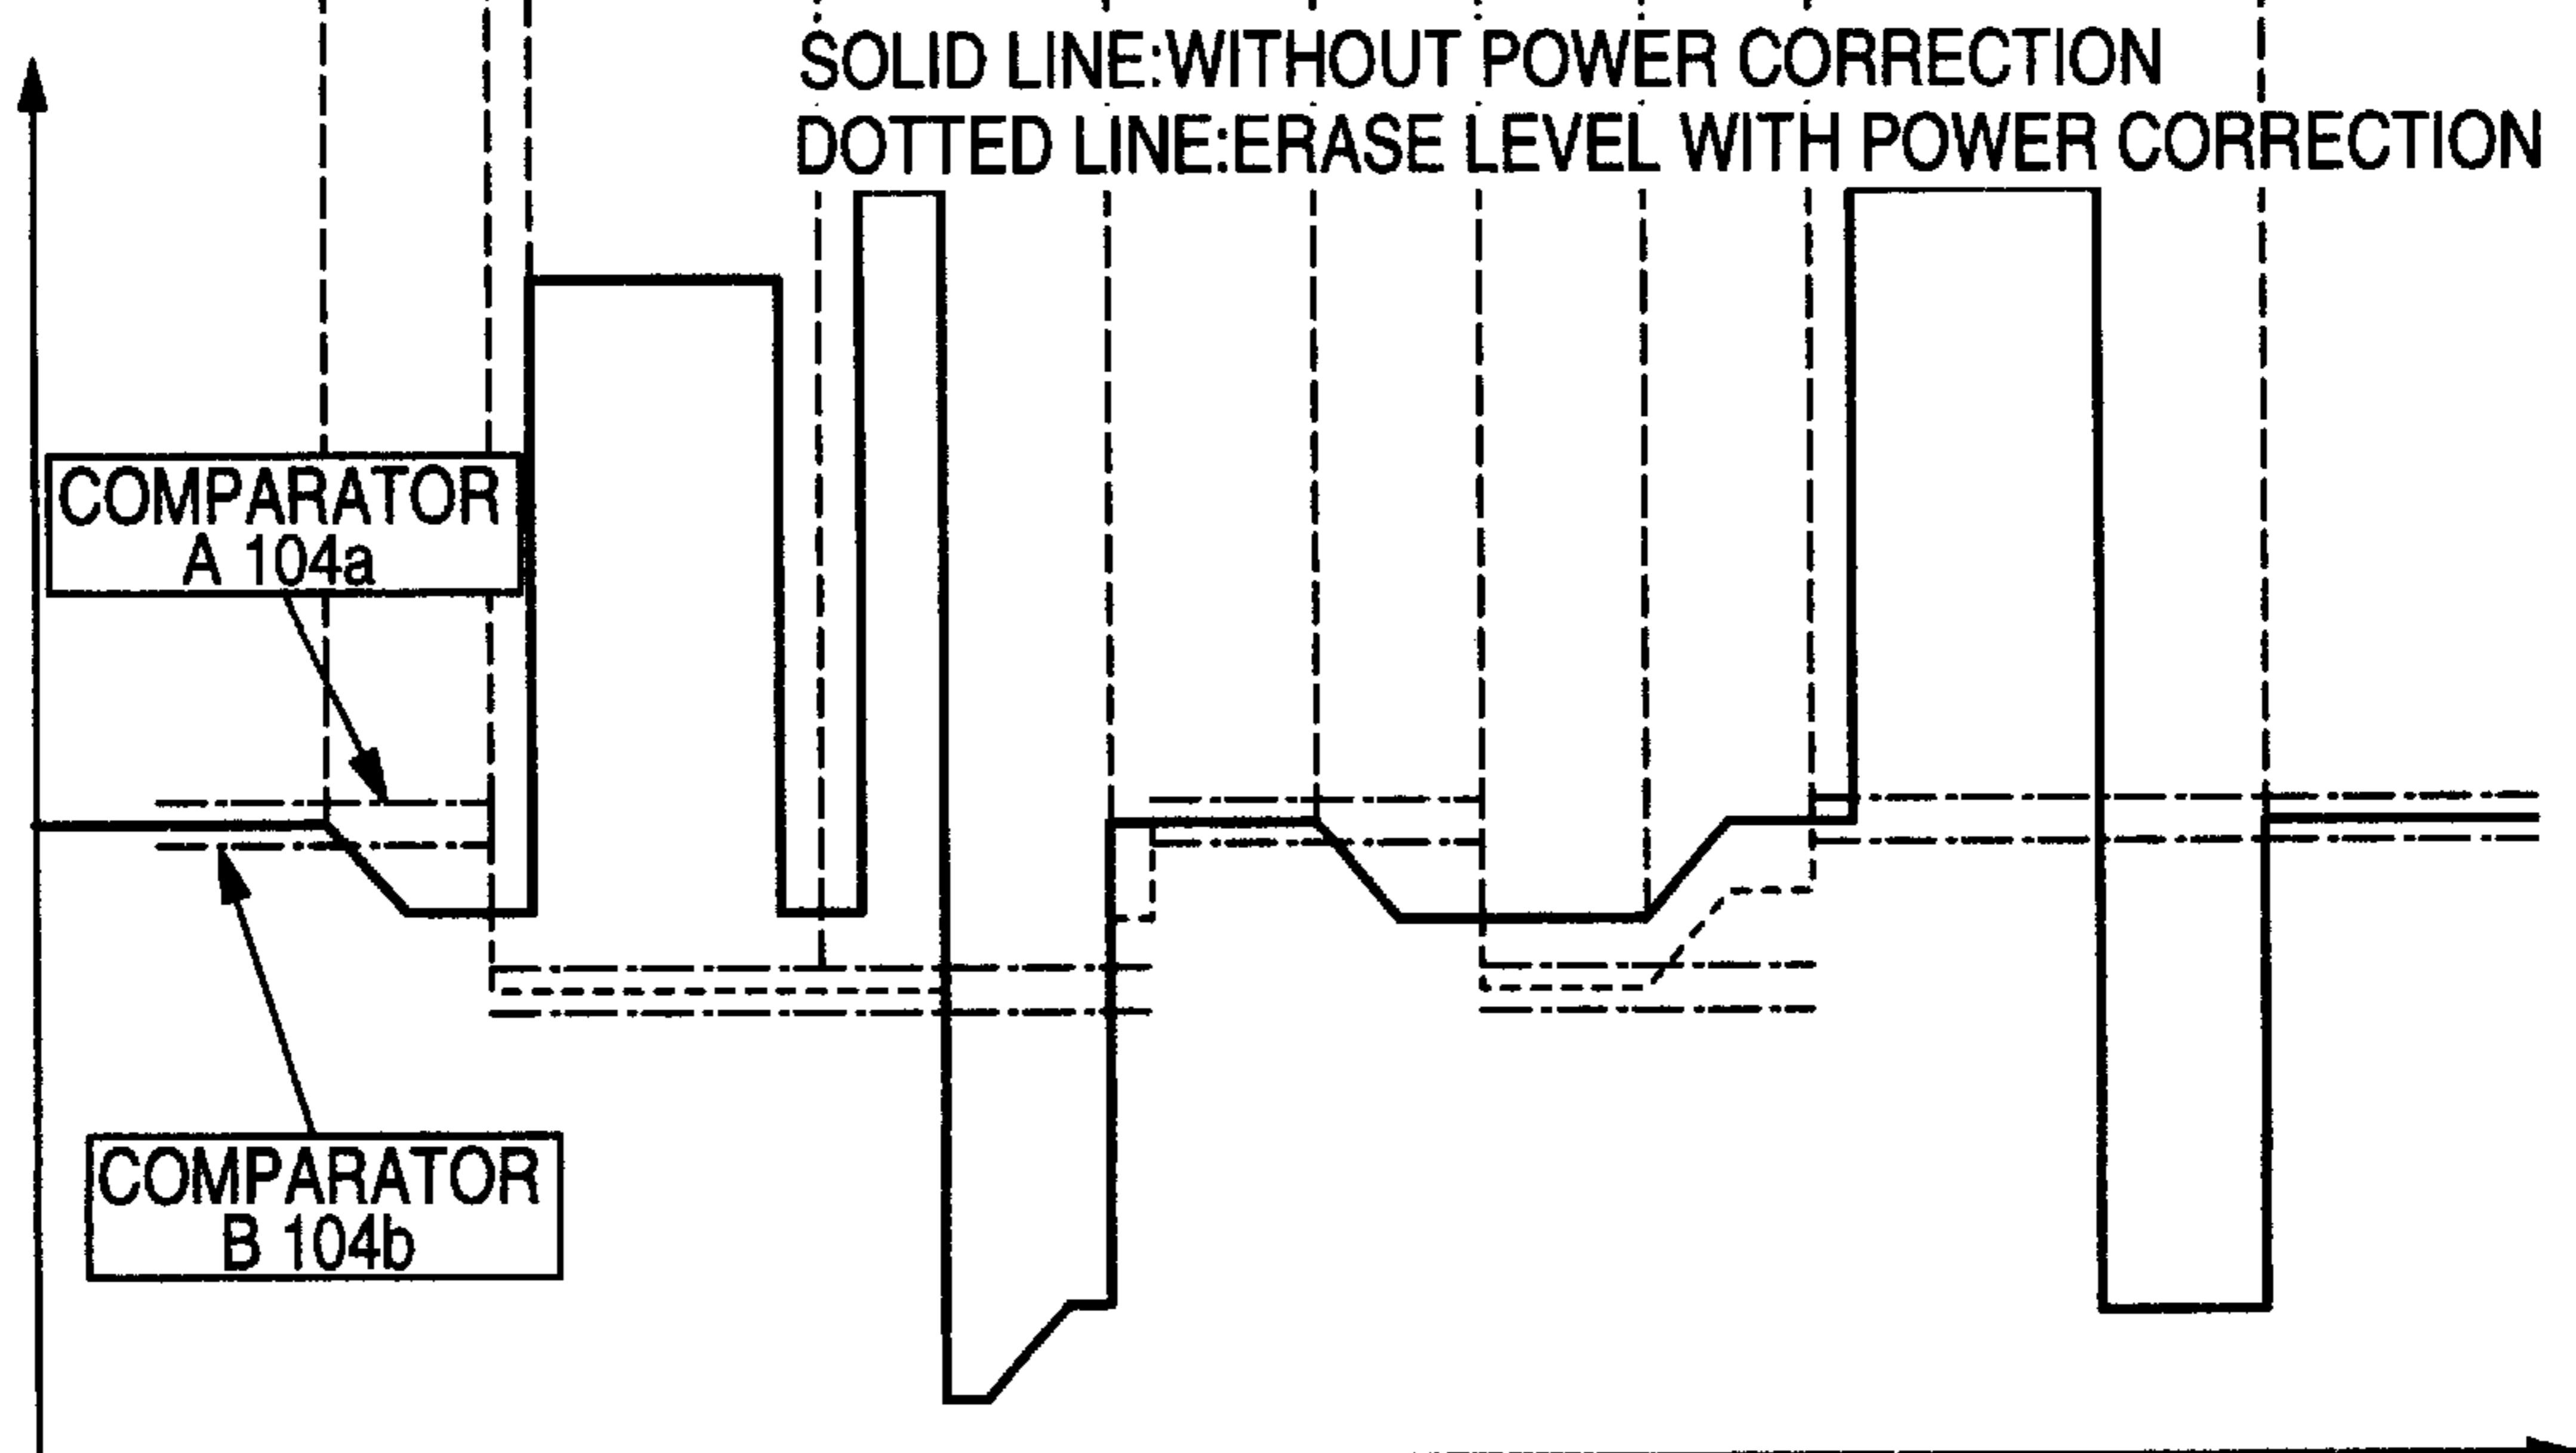 SOLID LINE:WITHOUT POWER CORRECTION
DOTTED LINE:ERASE LEVEL WITH POWER CORRECTION
COMPARATOR
A 104a
COMPARATOR
B 104b